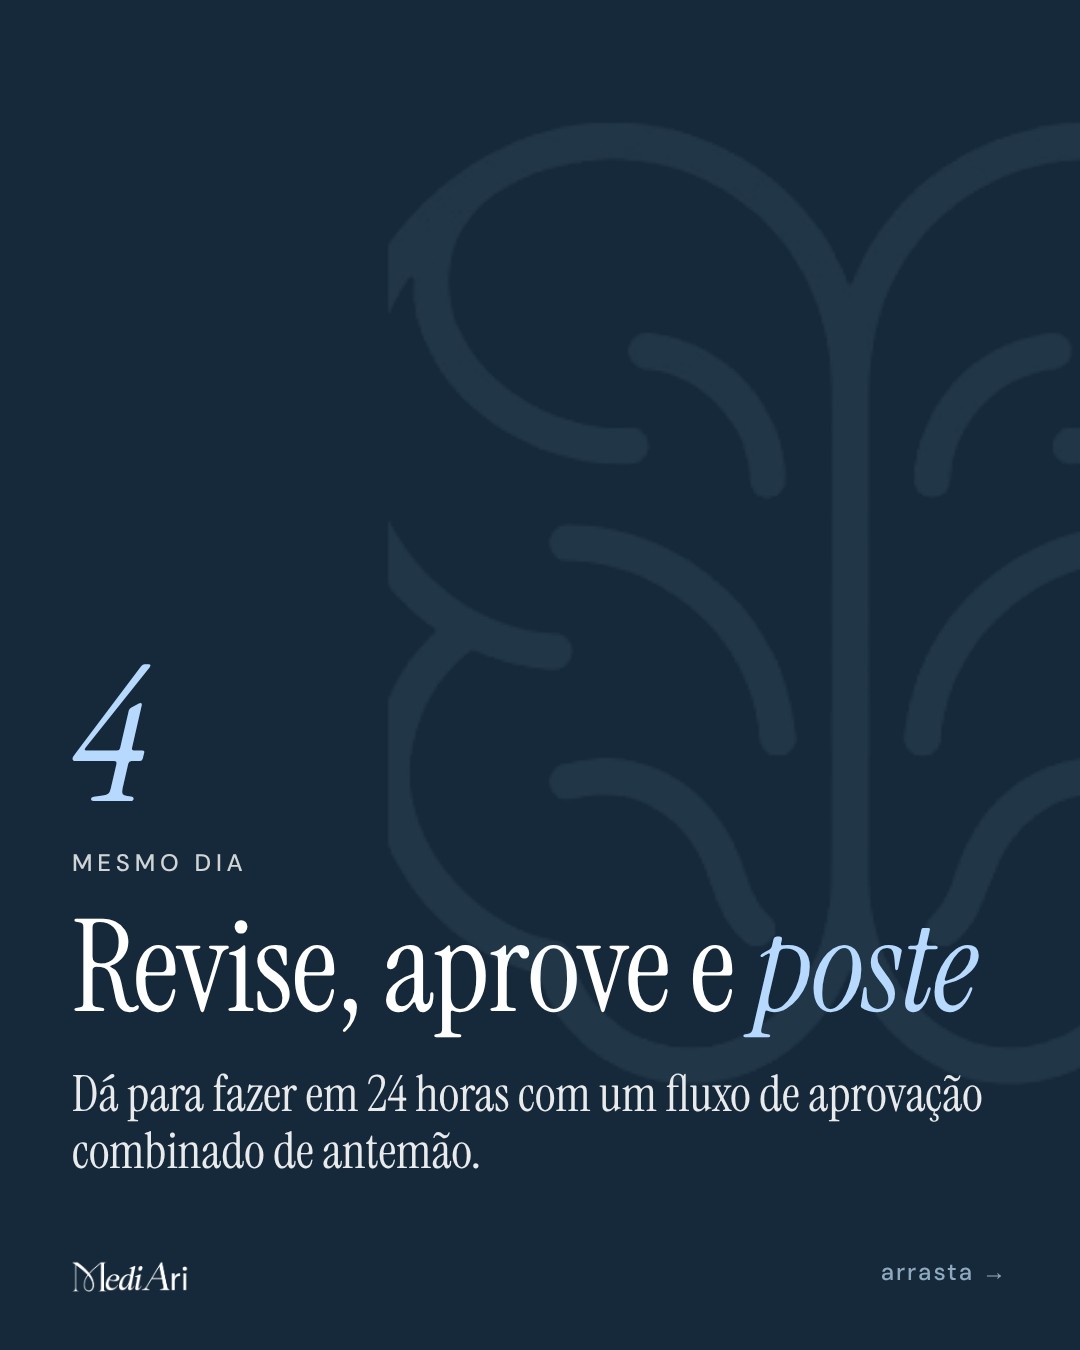 4
MESMO DIA
Revise, aprove e poste
Dá para fazer em 24 horas com um fluxo de aprovação
combinado de antemão.
MediAri
arrasta →